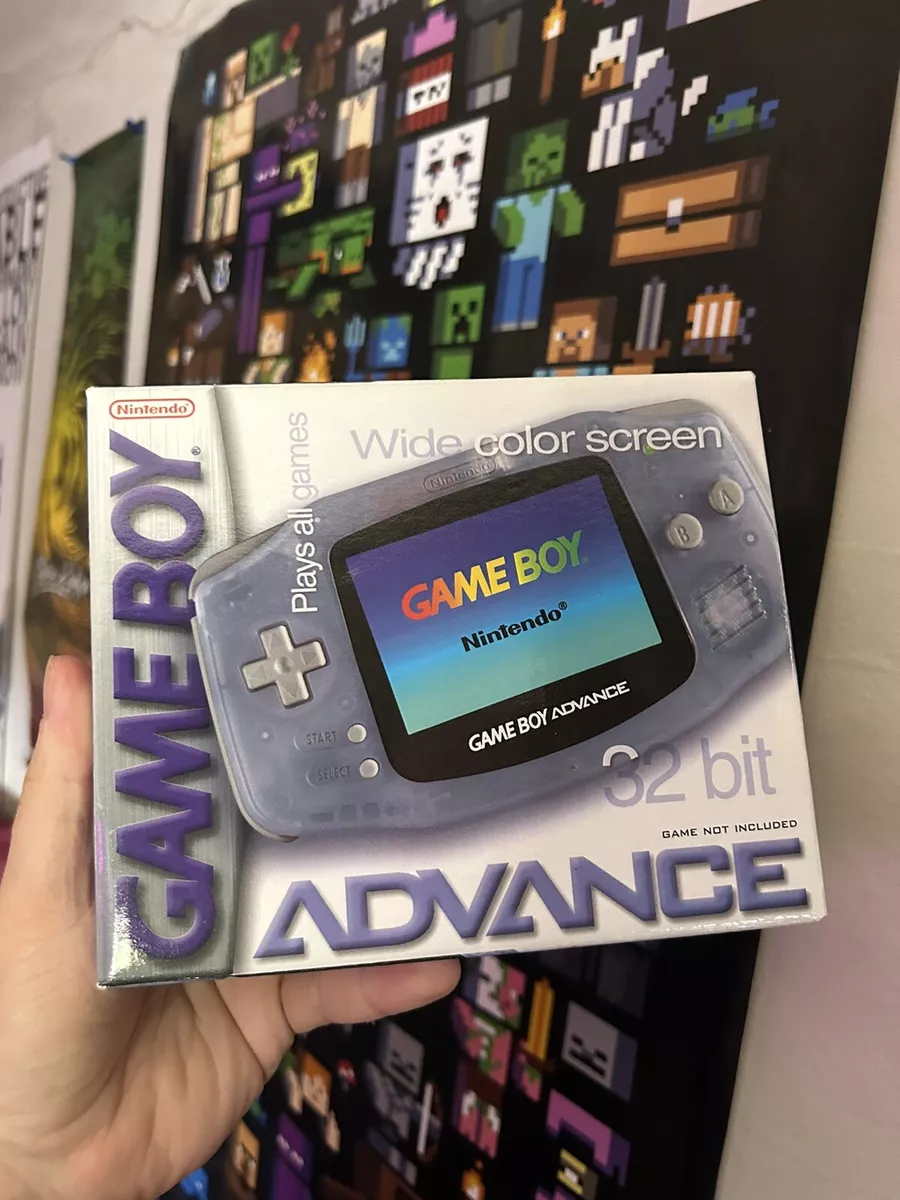 Nintendo®
GAME BOY®
Plays all games
Wide color screen
Nintendo
A
B
GAME BOY®
Nintendo®
GAME BOY ADVANCE
START
SELECT
32 bit
GAME NOT INCLUDED
ADVANCE
BLE